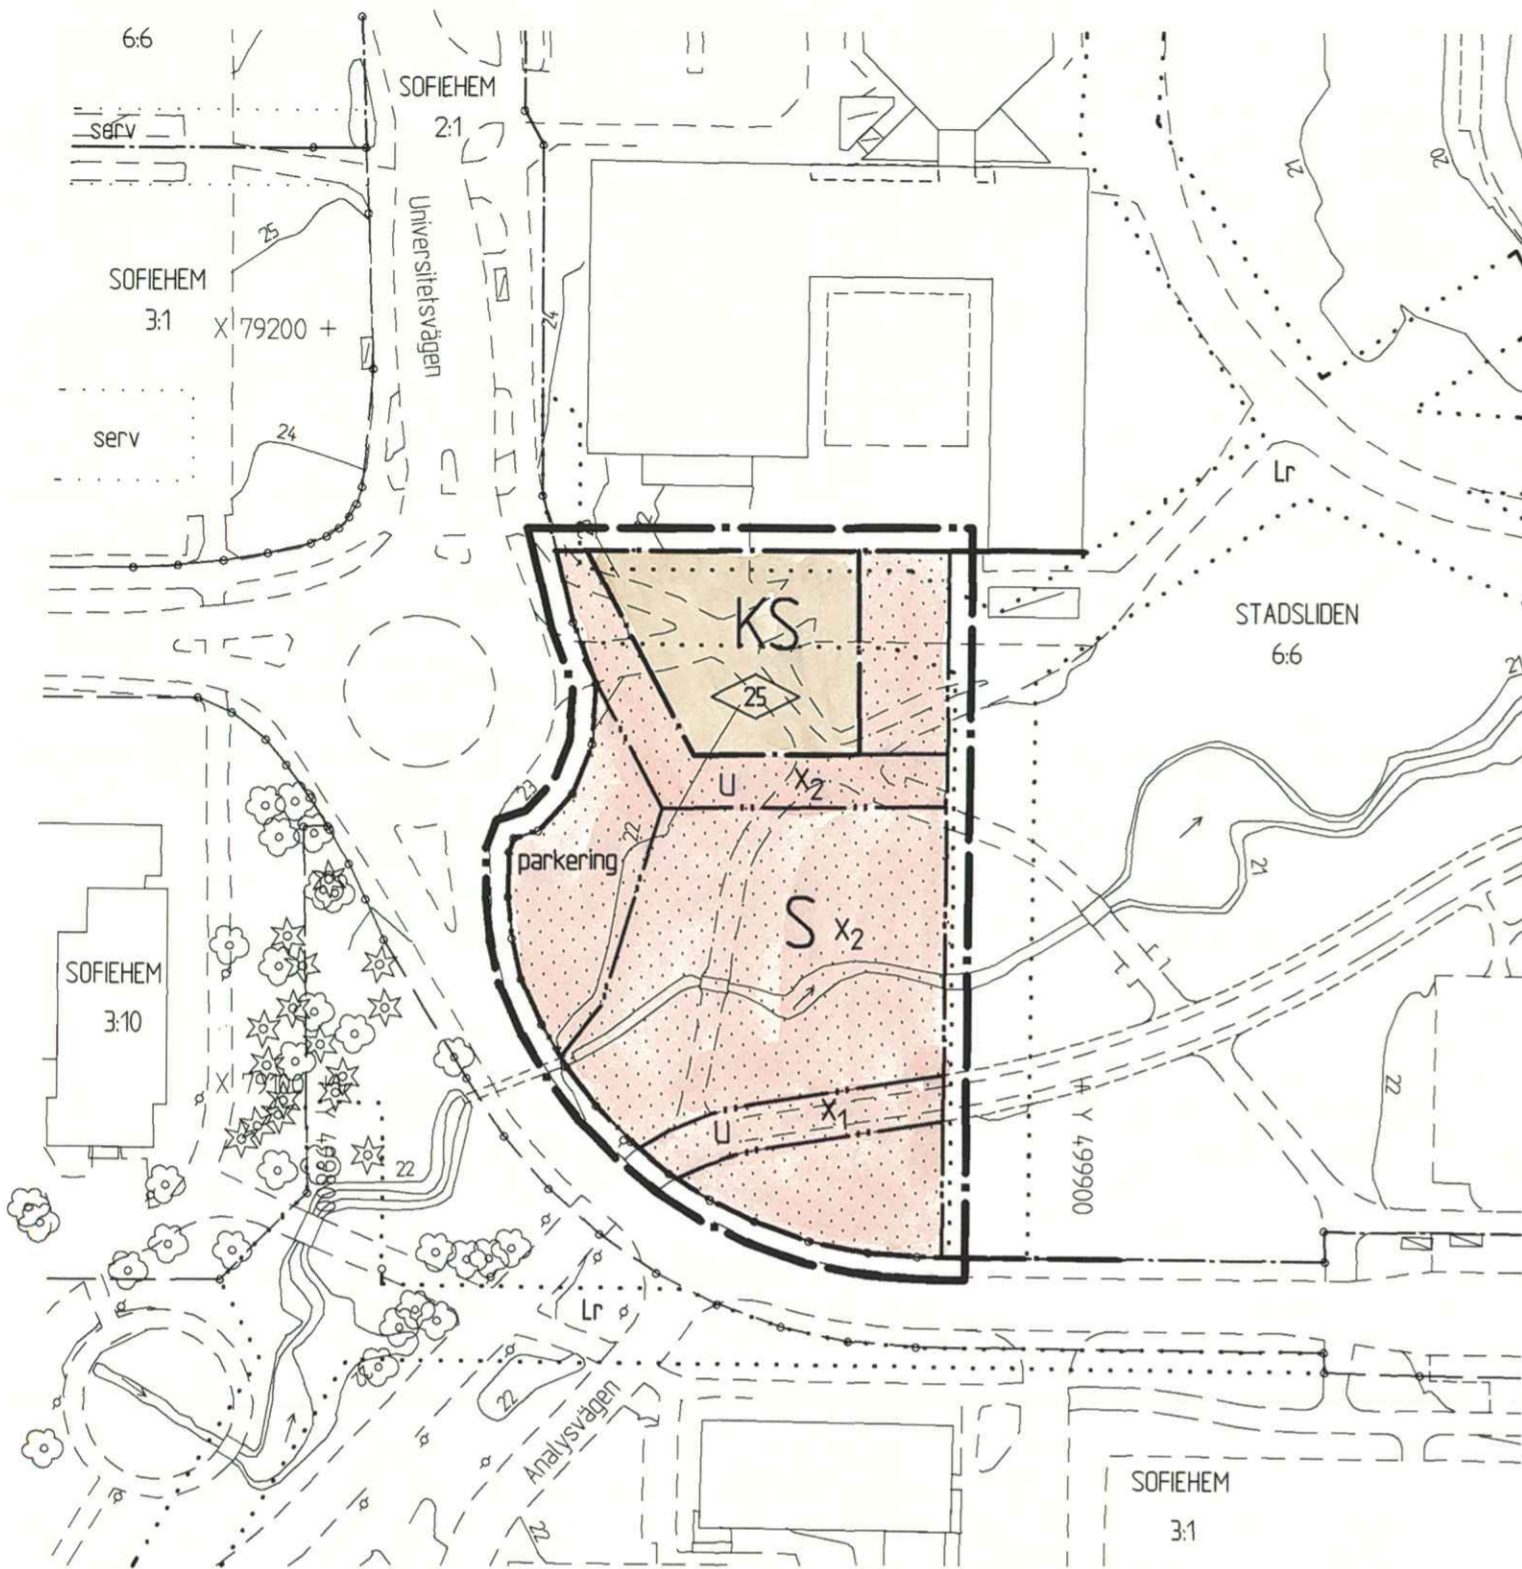 6:6
SOFIEHEM
2:1
serv
21
20
Universitetsvägen
25
SOFIEHEM
3:1
X 79200 +
24
serv
24
Lr
KS
STADSLIDEN
6:6
25
21
23
u x₂
22
parkering
S x₂
21
SOFIEHEM
3:10
22
u x₁
Y 499900
22
Lr
22
Analysvägen
22
SOFIEHEM
3:1